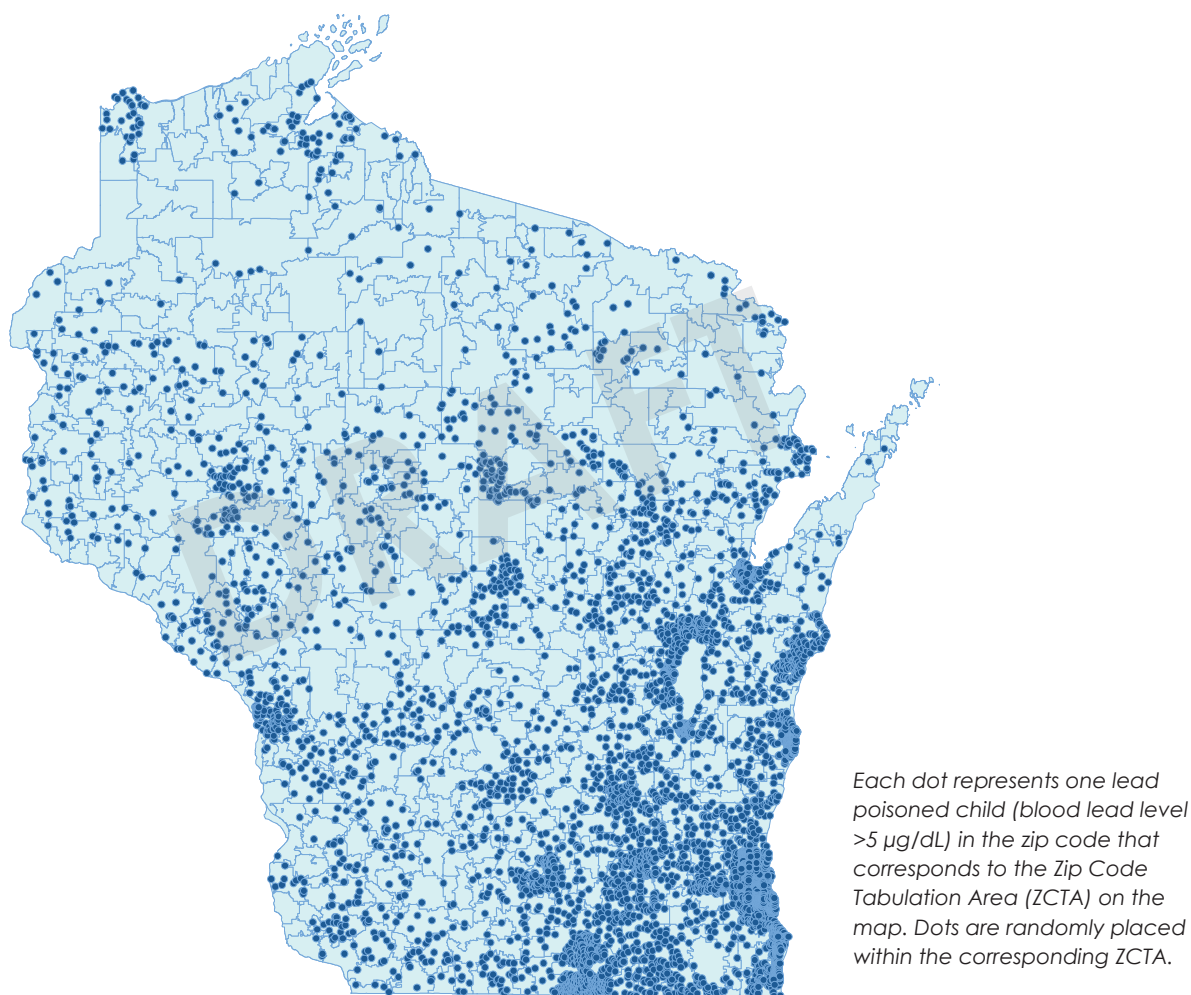 DRAFT
Each dot represents one lead
poisoned child (blood lead level
>5 µg/dL) in the zip code that
corresponds to the Zip Code
Tabulation Area (ZCTA) on the
map. Dots are randomly placed
within the corresponding ZCTA.